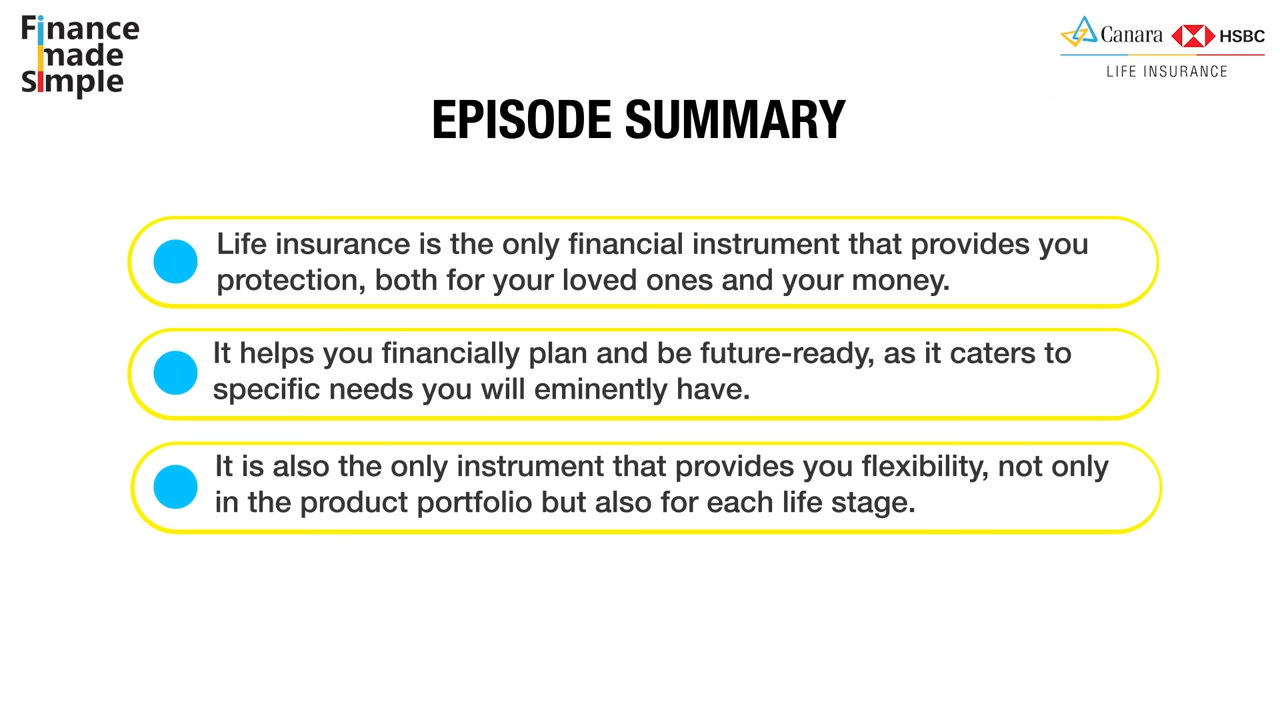 Finance
made
Simple
Canara HSBC
LIFE INSURANCE
EPISODE SUMMARY
Life insurance is the only financial instrument that provides you
protection, both for your loved ones and your money.
It helps you financially plan and be future-ready, as it caters to
specific needs you will eminently have.
It is also the only instrument that provides you flexibility, not only
in the product portfolio but also for each life stage.